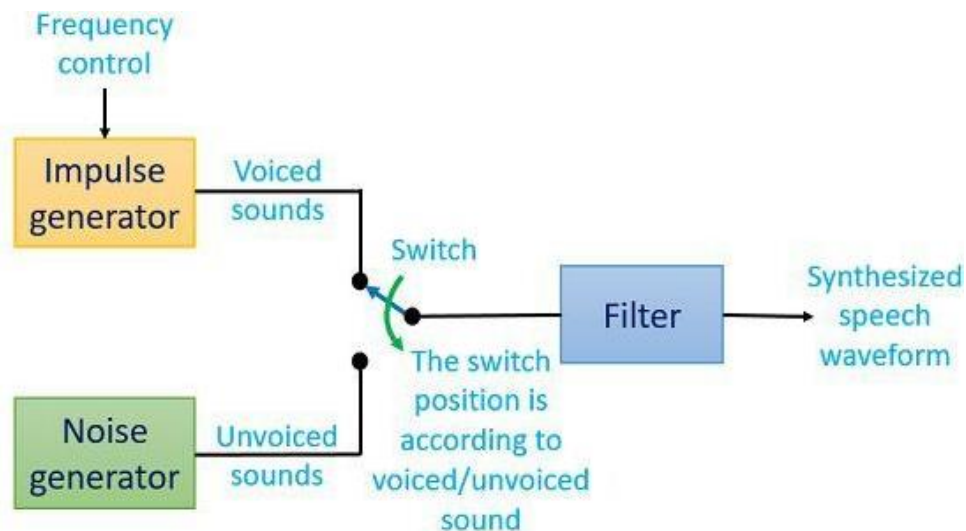 Frequency
control
Impulse
generator
Voiced
sounds
Switch
Filter
Synthesized
speech
waveform
The switch
position is
according to
voiced/unvoiced
sound
Noise
generator
Unvoiced
sounds